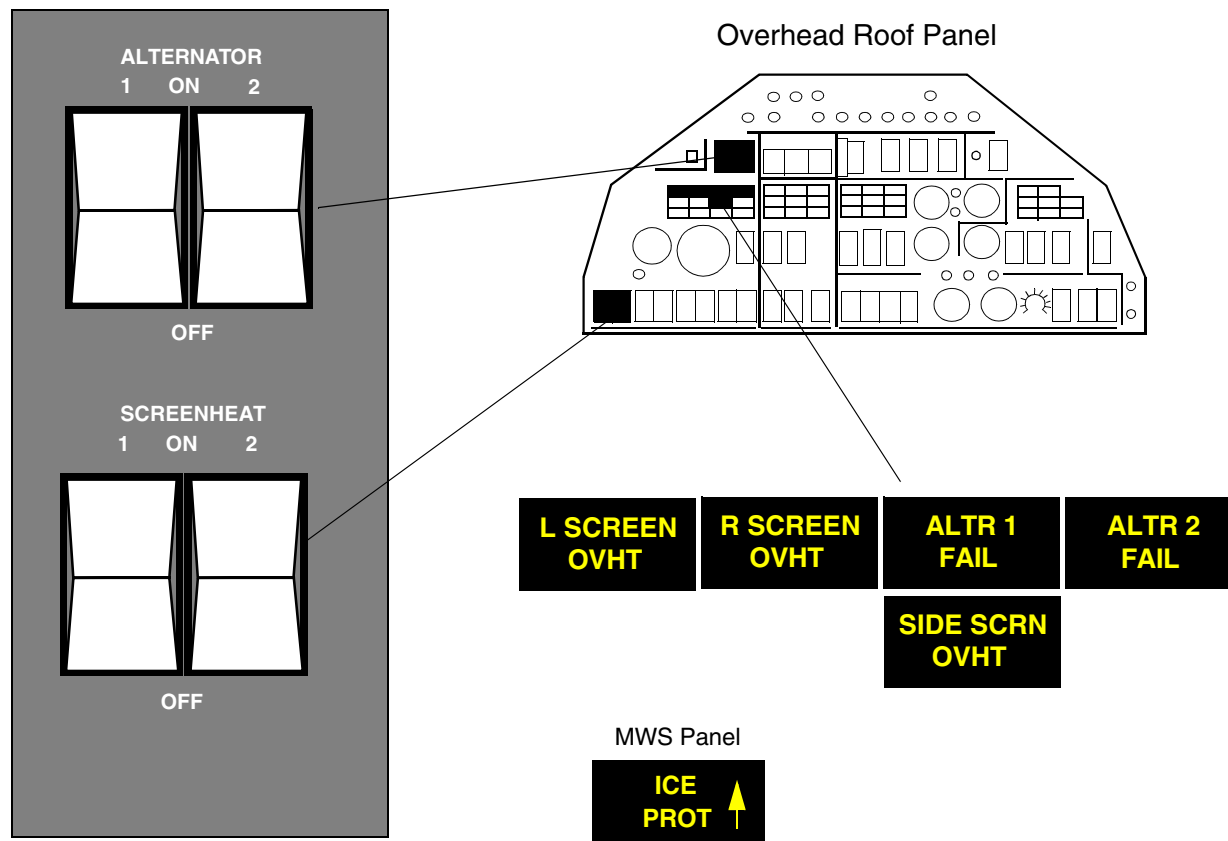 ALTERNATOR
1 ON 2
OFF
SCREENHEAT
1 ON 2
OFF
Overhead Roof Panel
L SCREEN
OVHT
R SCREEN
OVHT
ALTR 1
FAIL
ALTR 2
FAIL
SIDE SCRN
OVHT
MWS Panel
ICE
PROT